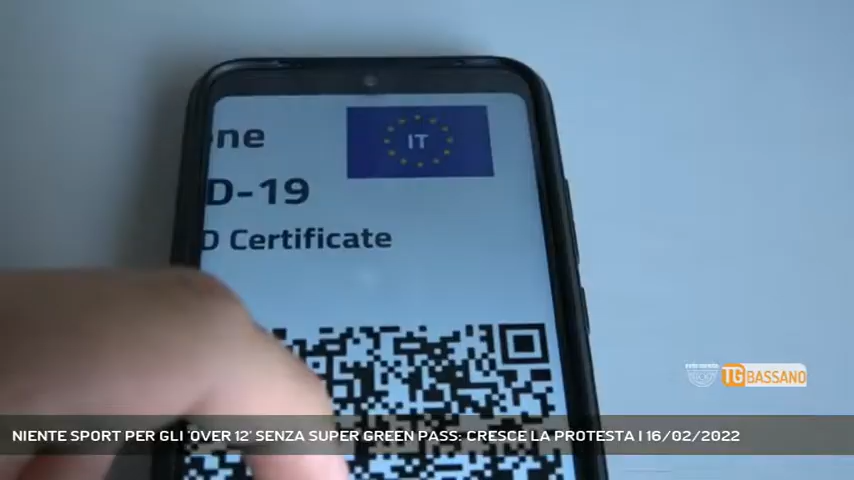 one
IT
D-19
D Certificate
TG BASSANO
NIENTE SPORT PER GLI 'OVER 12' SENZA SUPER GREEN PASS: CRESCE LA PROTESTA | 16/02/2022